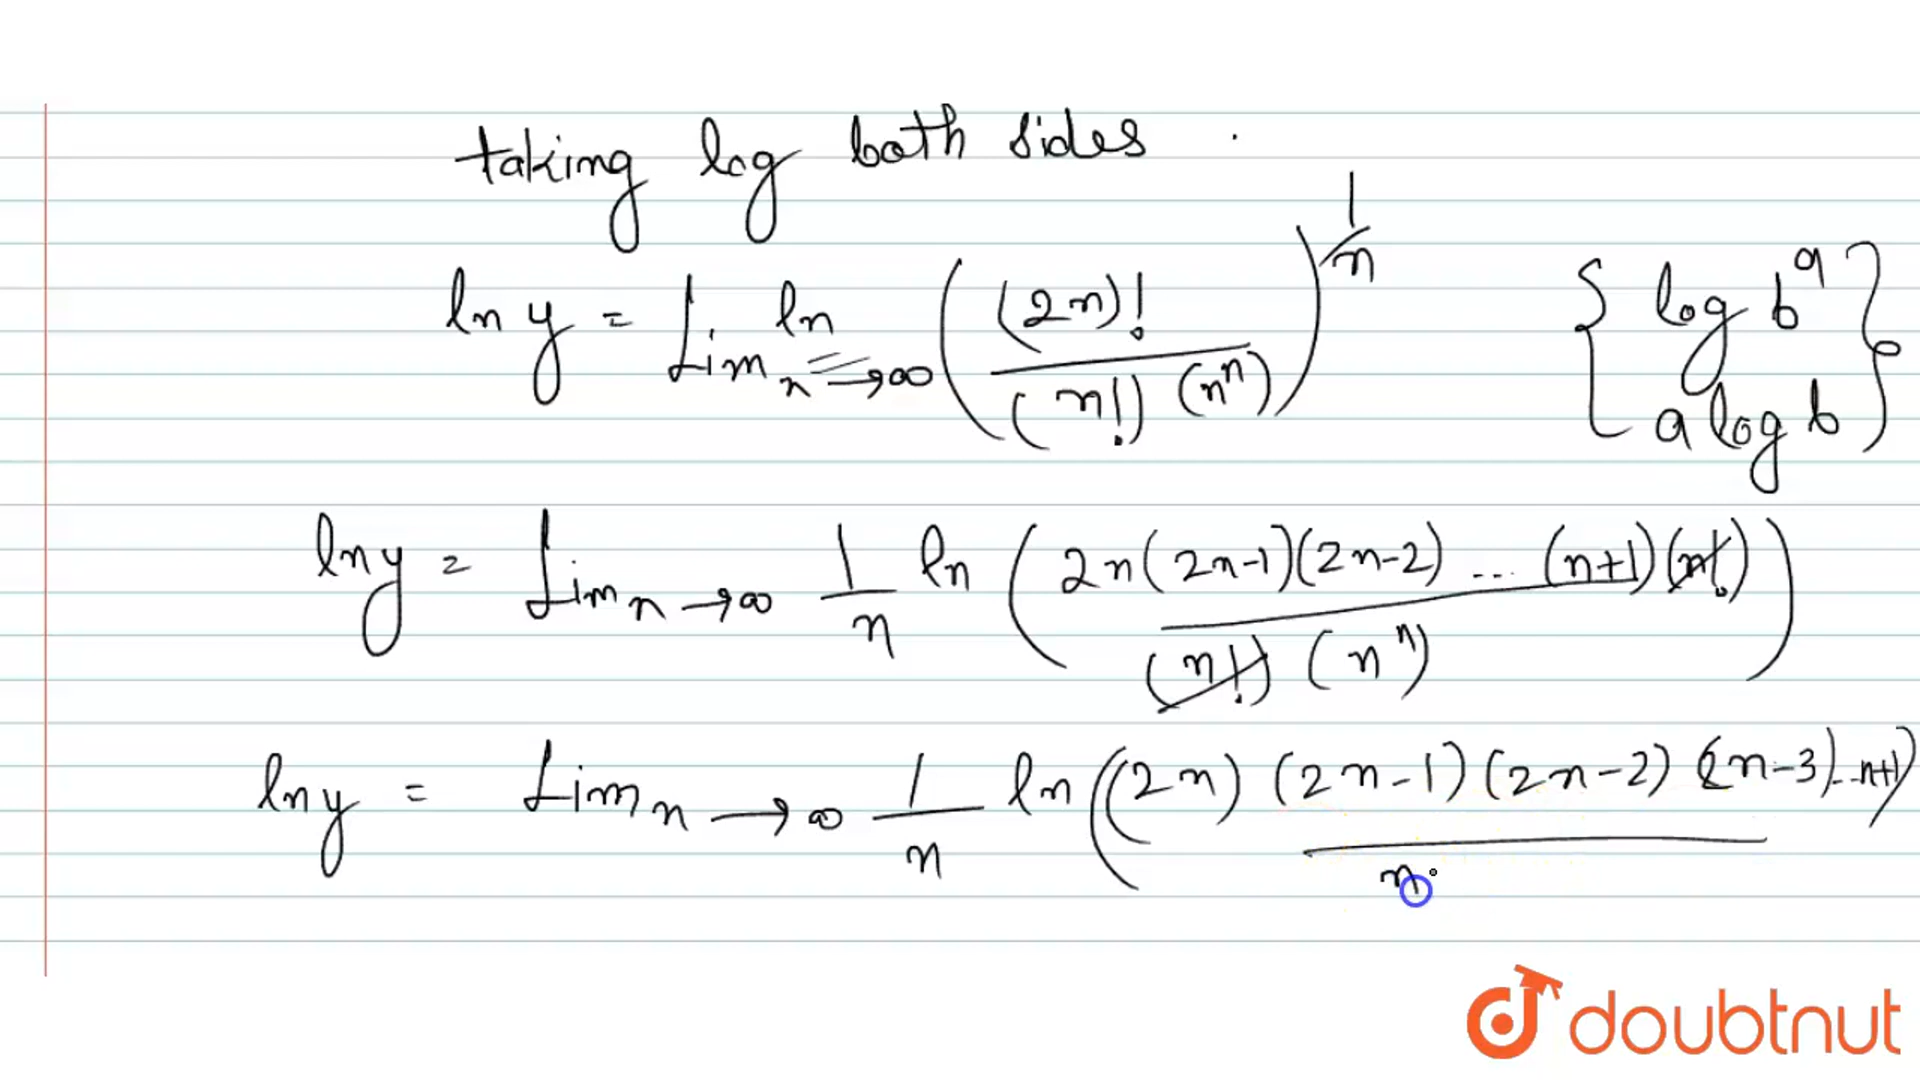 taking log both sides .
ln y = Lim n→∞ ln ( (2n)! / (n!) (n^n) )^1/n
{ log b^a
a log b }
ln y = Lim n→∞ 1/n ln ( 2n(2n-1)(2n-2) ... (n+1)(n!) / (n!) (n^n) )
ln y = Lim n→∞ 1/n ln ( (2n) (2n-1) (2n-2) (2n-3)...n+1) / n
doubtnut